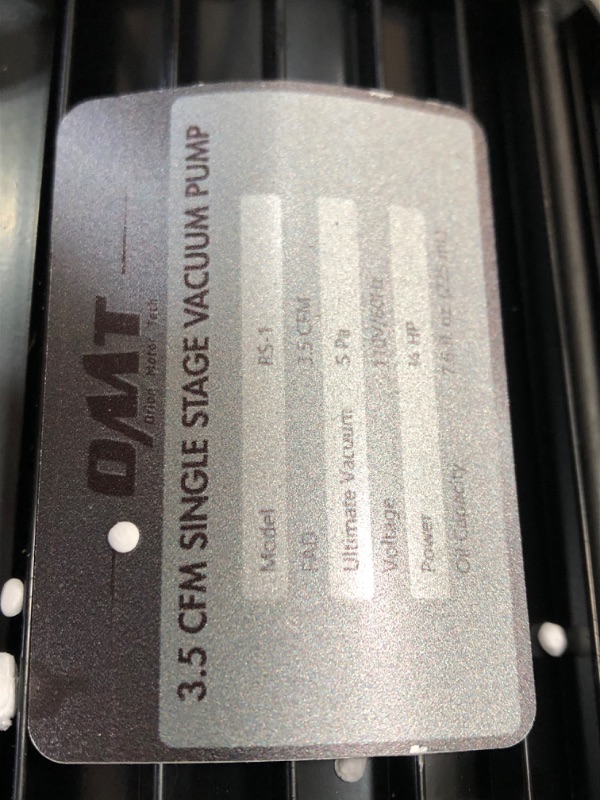 OMT
Orion Motor Tech
3.5 CFM SINGLE STAGE VACUUM PUMP
Model RS-1
FAD 3.5 CFM
Ultimate Vacuum 5 Pa
Voltage 110V/60Hz
Power ¼ HP
Oil Capacity 7.6 fl oz (225 mL)